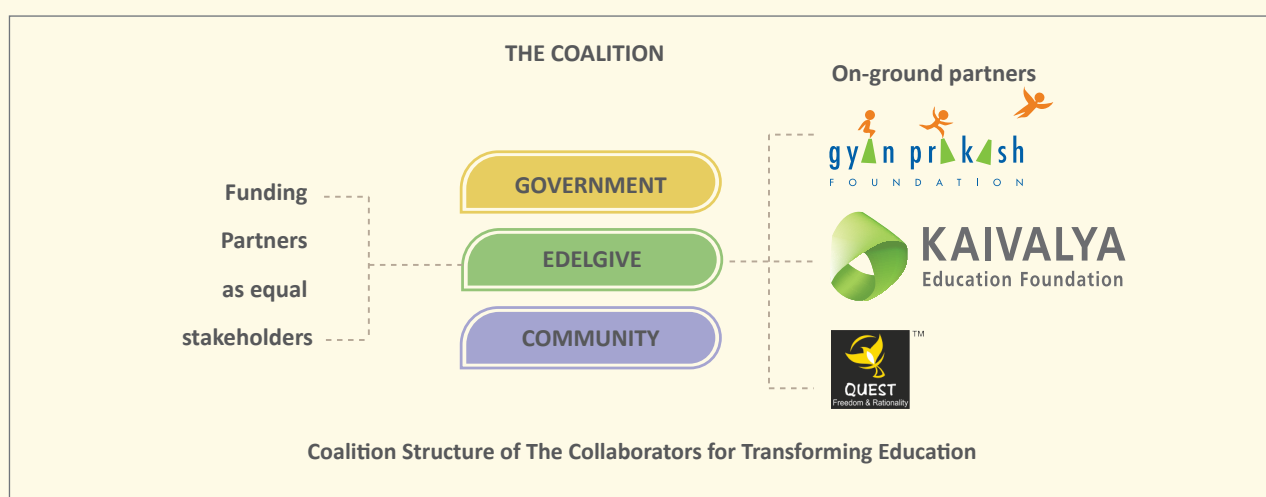 THE COALITION
Funding
Partners
as equal
stakeholders
GOVERNMENT
EDELGIVE
COMMUNITY
On-ground partners
gyan prakash
FOUNDATION
KAIVALYA
Education Foundation
QUEST
Freedom & Rationality
TM
Coalition Structure of The Collaborators for Transforming Education